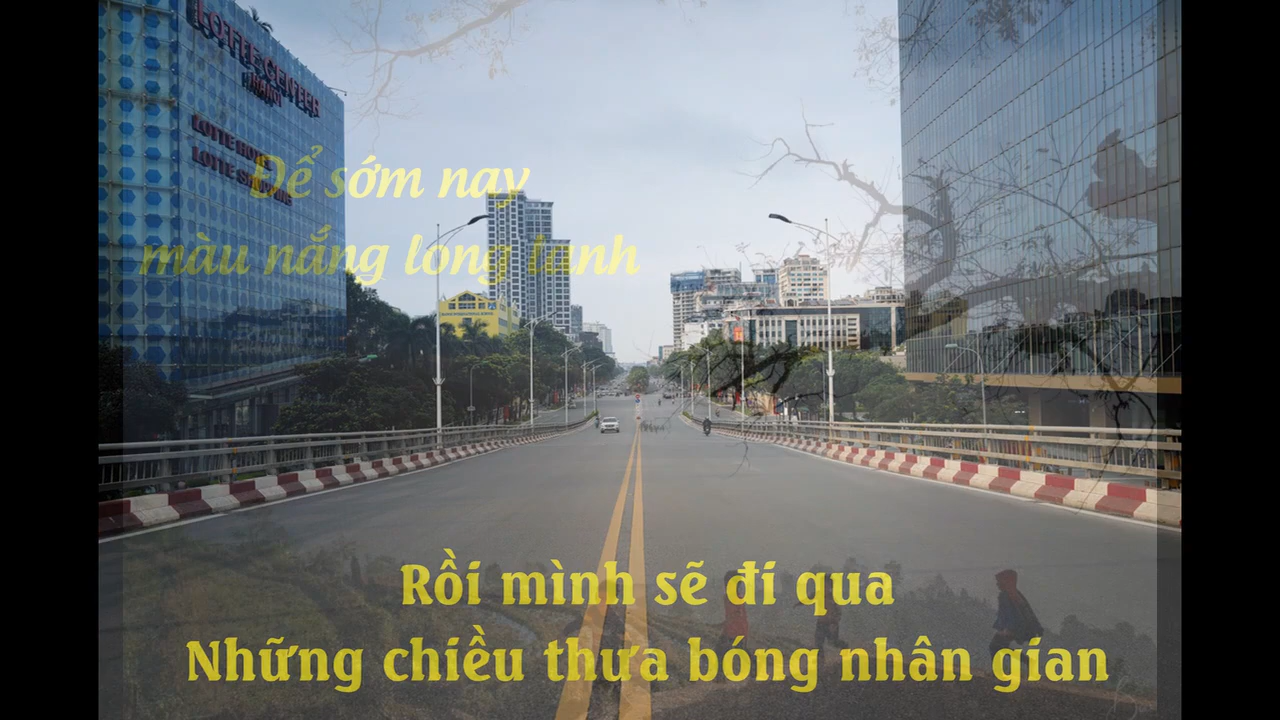 LOTTE CENTER
HANOI
LOTTE HOTEL
LOTTE SHOPPING
Để sớm nay
màu nắng long lanh
Rồi mình sẽ đi qua
Những chiều thưa bóng nhân gian